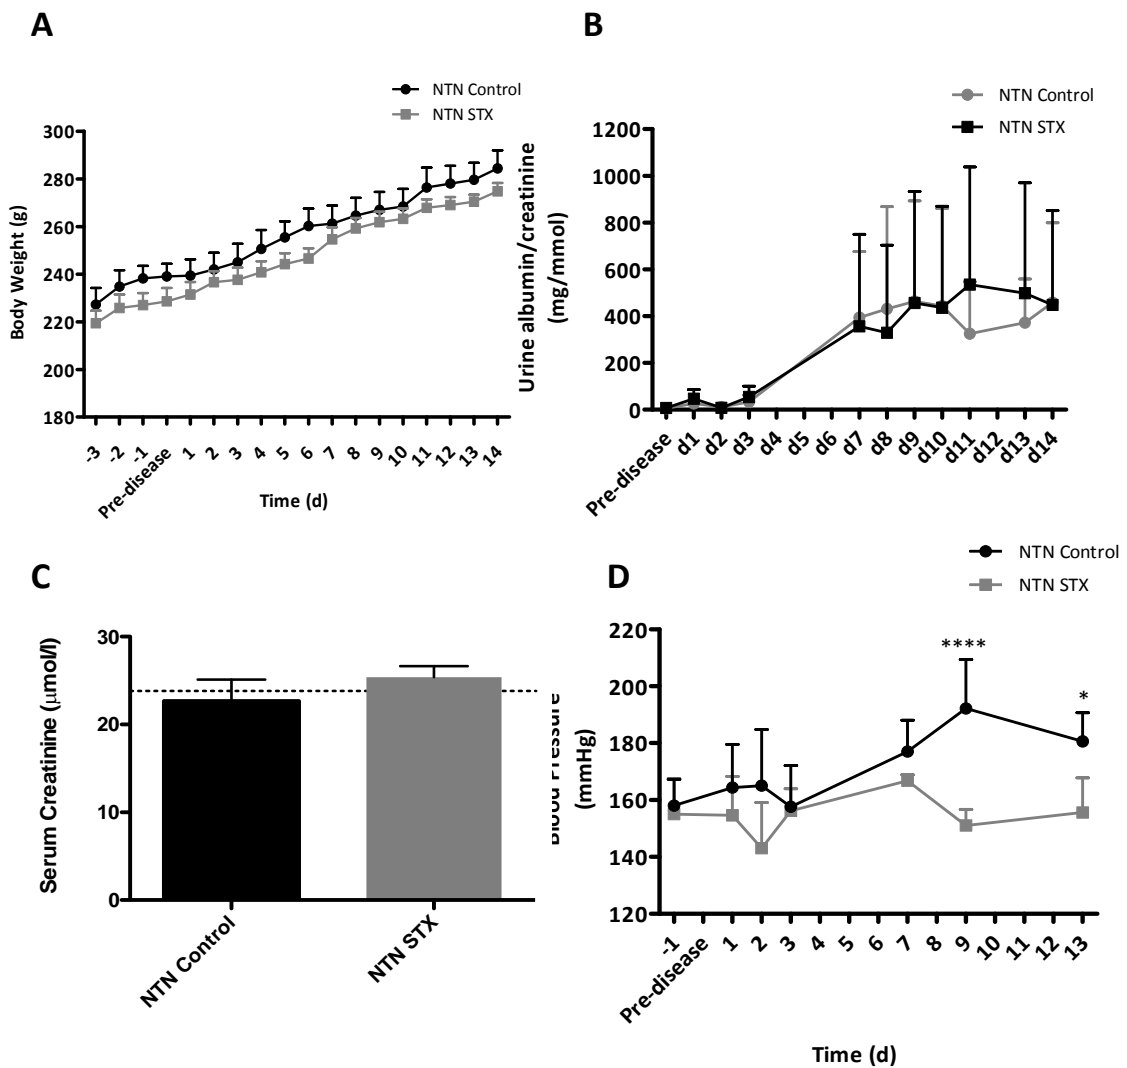 A
NTN Control
NTN STX
300
280
260
240
220
200
180
Body Weight (g)
-3
-2
-1
Pre-disease
1
2
3
4
5
6
7
8
9
10
11
12
13
14
Time (d)
B
NTN Control
NTN STX
1200
1000
800
600
400
200
0
Urine albumin/creatinine
(mg/mmol)
Pre-disease
d1
d2
d3
d4
d5
d6
d7
d8
d9
d10
d11
d12
d13
d14
C
30
20
10
0
Serum Creatinine (μmol/l)
NTN Control
NTN STX
D
NTN Control
NTN STX
220
200
180
160
140
120
Blood Pressure
(mmHg)
****
*
-1
Pre-disease
1
2
3
4
5
6
7
8
9
10
11
12
13
Time (d)